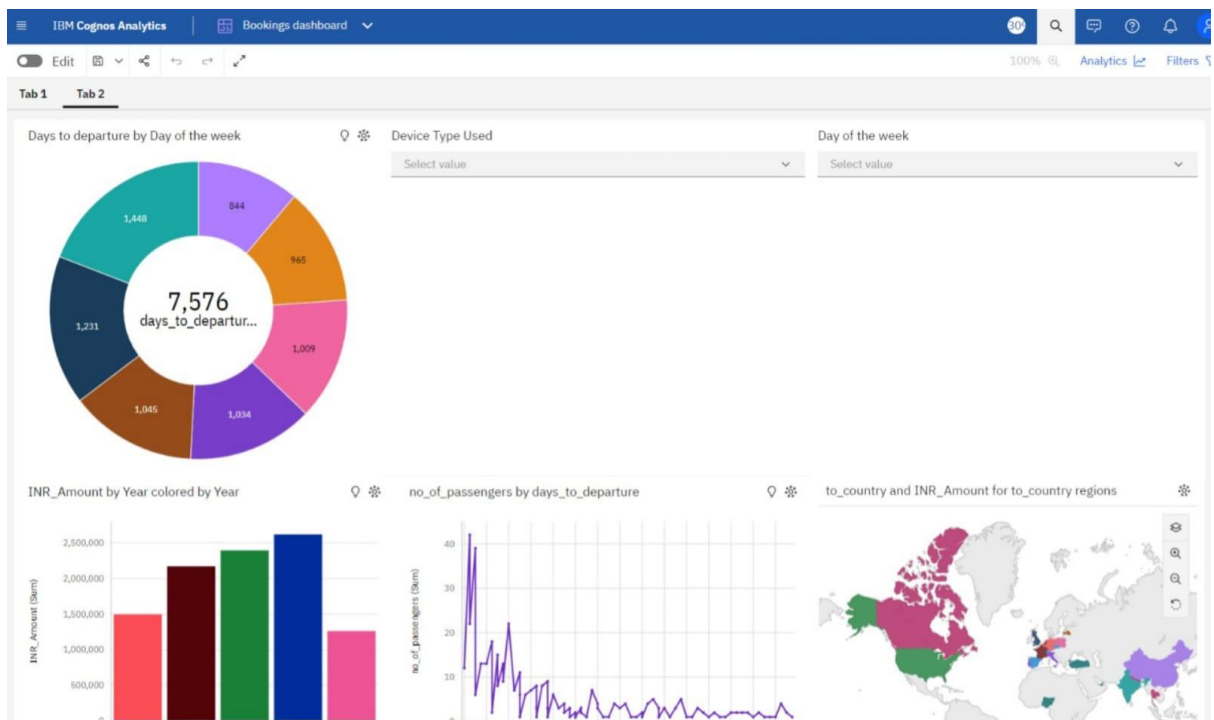 IBM Cognos Analytics
Bookings dashboard
Edit
100%
Analytics
Filters
Tab 1
Tab 2
Days to departure by Day of the week
Device Type Used
Day of the week
Select value
Select value
844
965
1,009
1,034
1,045
1,231
1,448
7,576
days_to_departur...
INR_Amount by Year colored by Year
INR_Amount (Sum)
2,500,000
2,000,000
1,500,000
1,000,000
500,000
no_of_passengers by days_to_departure
no_of_passengers (Sum)
40
30
20
10
to_country and INR_Amount for to_country regions